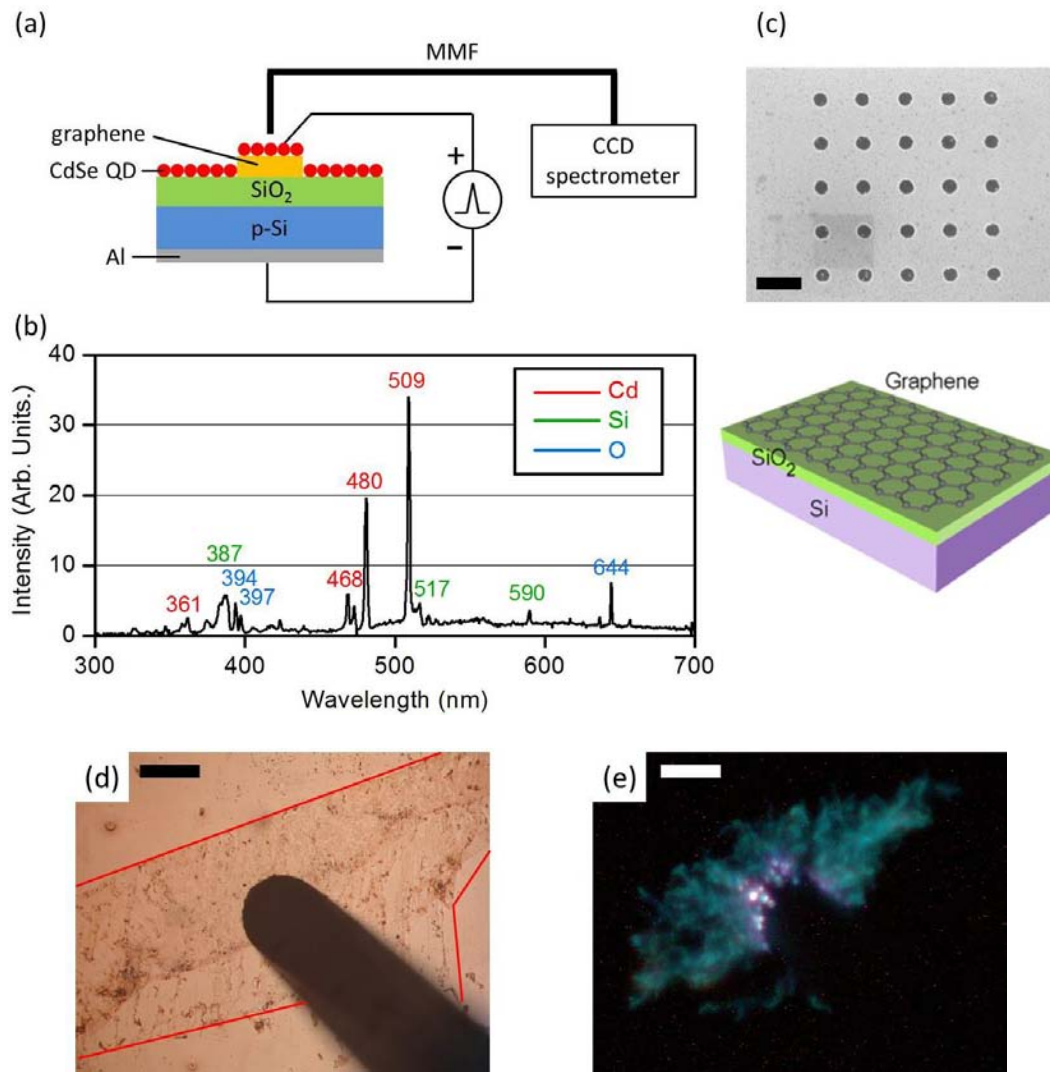 (a)
MMF
graphene
CdSe QD
SiO₂
p-Si
Al
+
−
CCD
spectrometer
(c)
(b)
Intensity (Arb. Units.)
40
30
20
10
0
300
400
500
600
700
Wavelength (nm)
361
387
394
397
468
480
509
517
590
644
Cd
Si
O
Graphene
SiO₂
Si
(d)
(e)